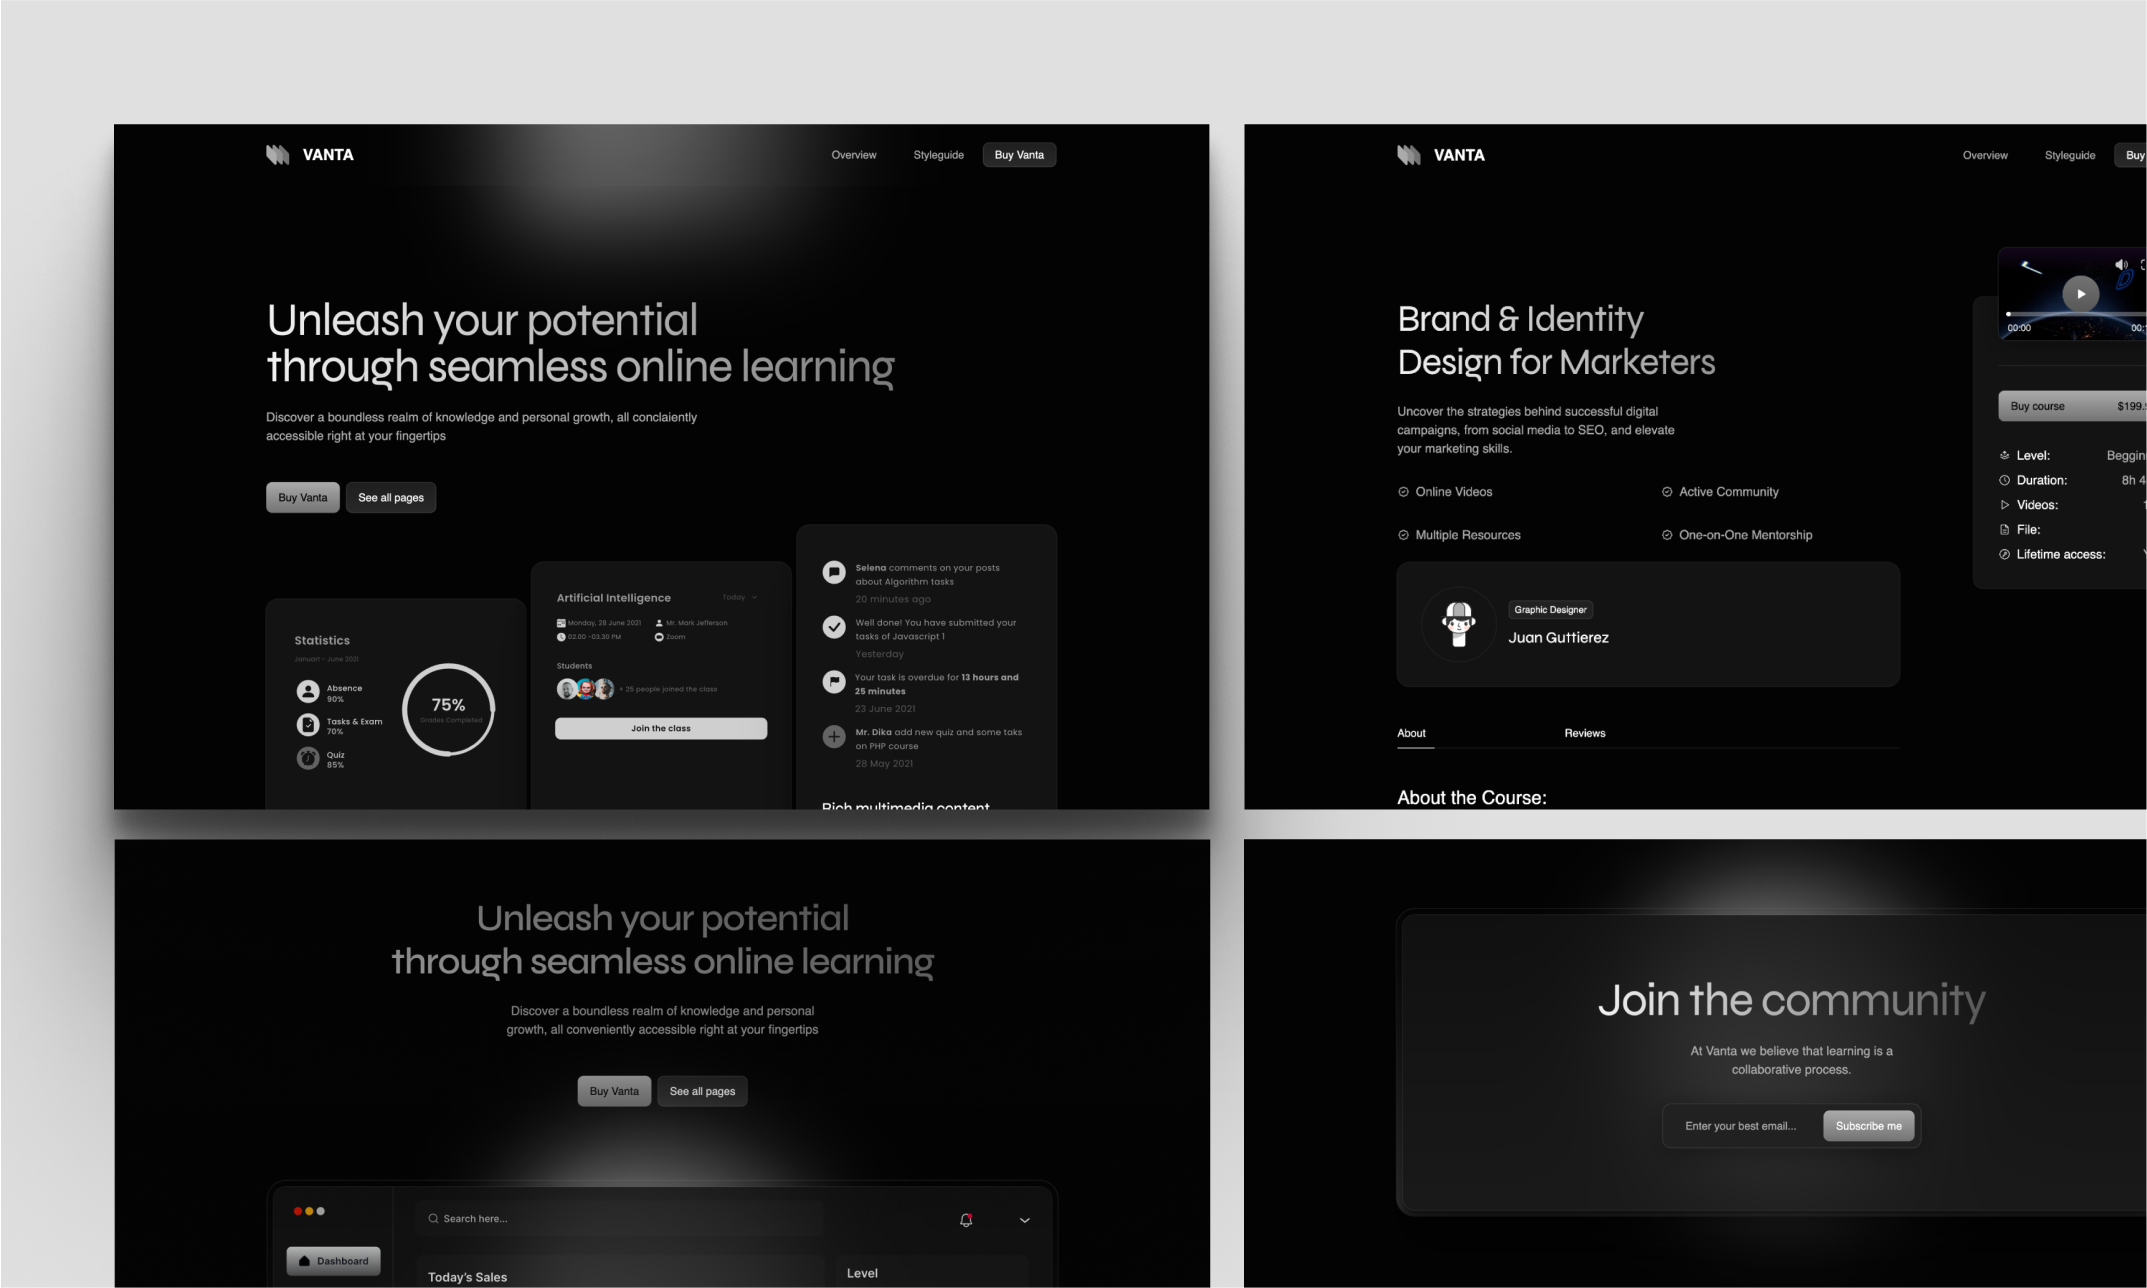 VANTA
Overview
Styleguide
Buy Vanta
Unleash your potential
through seamless online learning
Discover a boundless realm of knowledge and personal growth, all conclaiently
accessible right at your fingertips
Buy Vanta
See all pages
Statistics
Januart - June 2021
Absence
90%
Tasks & Exam
70%
Quiz
85%
75%
Grades Completed
Artificial Intelligence
Today
Monday, 28 June 2021
Mr. Mark Jefferson
02.00 -03.30 PM
Zoom
Students
+ 25 people joined the class
Join the class
Selena comments on your posts
about Algorithm tasks
20 minutes ago
Well done! You have submitted your
tasks of Javascript 1
Yesterday
Your task is overdue for 13 hours and
25 minutes
23 June 2021
Mr. Dika add new quiz and some taks
on PHP course
28 May 2021
Rich multimedia content
VANTA
Overview
Styleguide
Buy
Brand & Identity
Design for Marketers
Uncover the strategies behind successful digital
campaigns, from social media to SEO, and elevate
your marketing skills.
Online Videos
Active Community
Multiple Resources
One-on-One Mentorship
Graphic Designer
Juan Guttierez
About
Reviews
About the Course:
00:00
00:
Buy course
$199.
Level:
Beggin
Duration:
8h 4
Videos:
File:
Lifetime access:
Unleash your potential
through seamless online learning
Discover a boundless realm of knowledge and personal
growth, all conveniently accessible right at your fingertips
Buy Vanta
See all pages
Search here...
Dashboard
Today's Sales
Level
Join the community
At Vanta we believe that learning is a
collaborative process.
Enter your best email...
Subscribe me